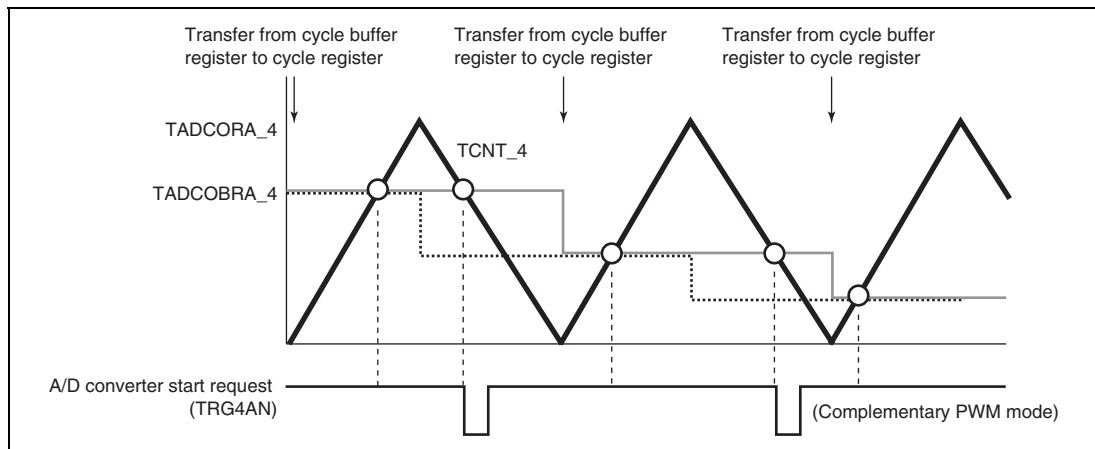 Transfer from cycle buffer
register to cycle register
Transfer from cycle buffer
register to cycle register
Transfer from cycle buffer
register to cycle register
TADCORA_4
TCNT_4
TADCOBRA_4
A/D converter start request
(TRG4AN)
(Complementary PWM mode)